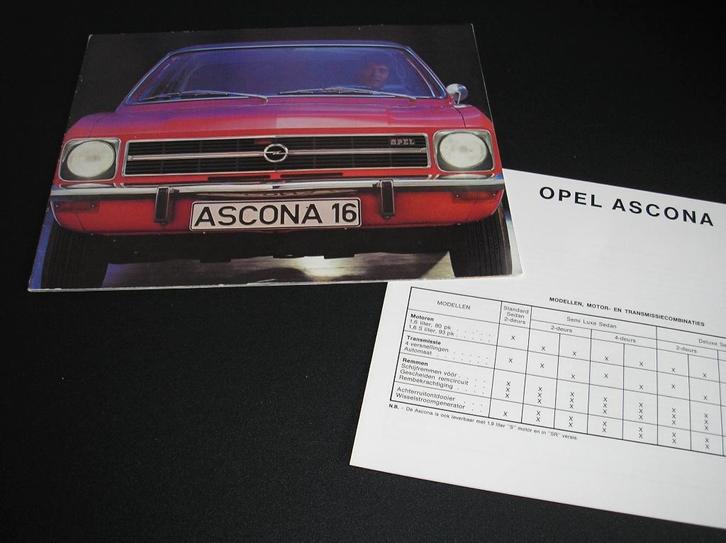 OPEL
ASCONA 16
OPEL ASCONA
MODELLEN, MOTOR- EN TRANSMISSIECOMBINATIES
MODELLEN
Standard
Sedan
2-deurs
Semi Luxe Sedan
2-deurs
4-deurs
Deluxe Se
2-deurs
Motoren
1,6 liter, 80 pk
1,6 S liter, 93 pk
Transmissie
4 versnellingen
Automaat
Remmen
Schijfremmen vóór
Gescheiden remcircuit
Rembekrachtiging
Achterruitontdooier
Wisselstroomgenerator
N.B. - De Ascona is ook leverbaar met 1,9 liter "S" motor en in "SR" versie.